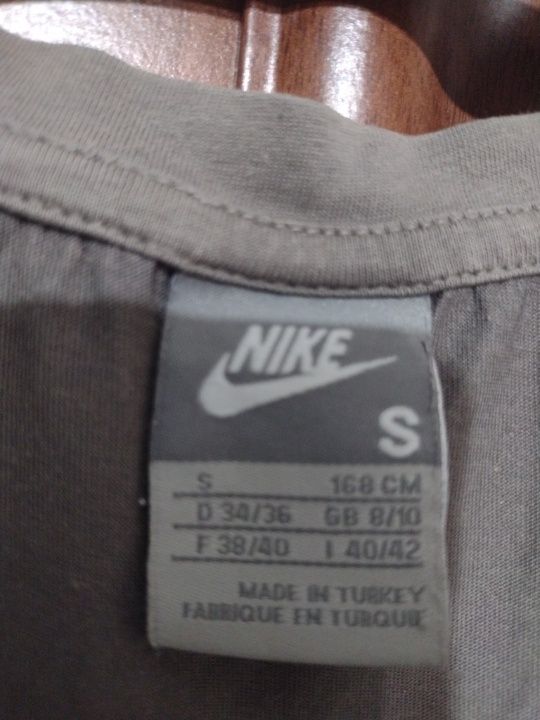 NIKE
S
S 168 CM
D 34/36 GB 8/10
F 38/40 I 40/42
MADE IN TURKEY
FABRIQUE EN TURQUIE